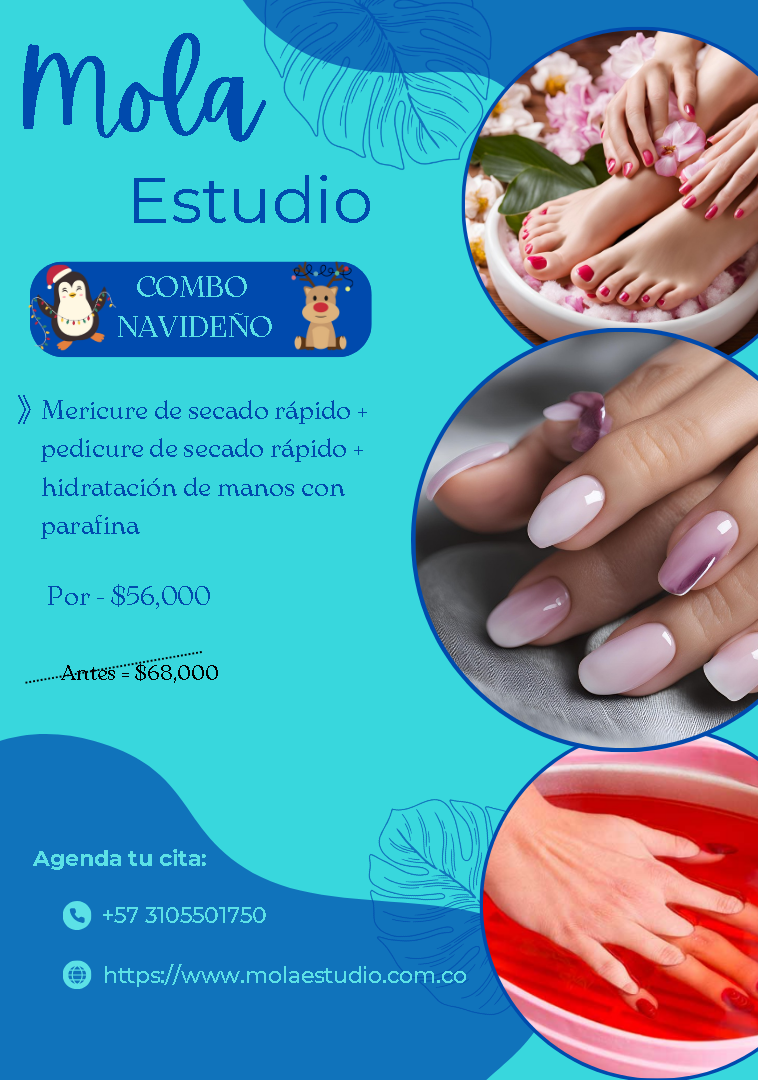 Mola
Estudio
COMBO
NAVIDEÑO
》Mericure de secado rápido +
pedicure de secado rápido +
hidratación de manos con
parafina
Por - $56,000
Antes = $68,000
Agenda tu cita:
+57 3105501750
https://www.molaestudio.com.co